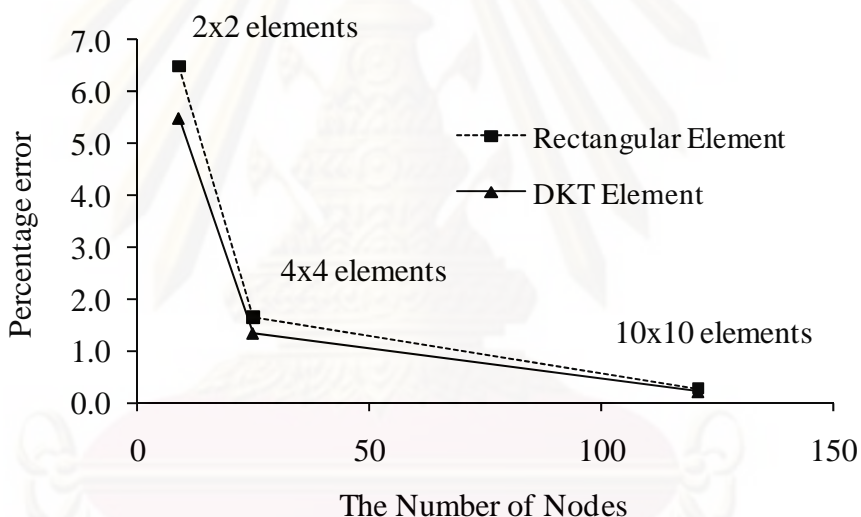 2x2 elements
7.0
6.0
5.0
4.0
3.0
2.0
1.0
0.0
Percentage error
Rectangular Element
DKT Element
4x4 elements
10x10 elements
0
50
100
150
The Number of Nodes